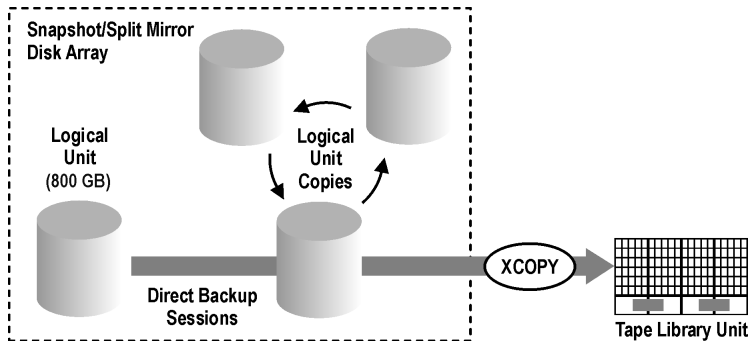 Snapshot/Split Mirror
Disk Array
Logical
Unit
(800 GB)
Logical
Unit
Copies
Direct Backup
Sessions
XCOPY
Tape Library Unit